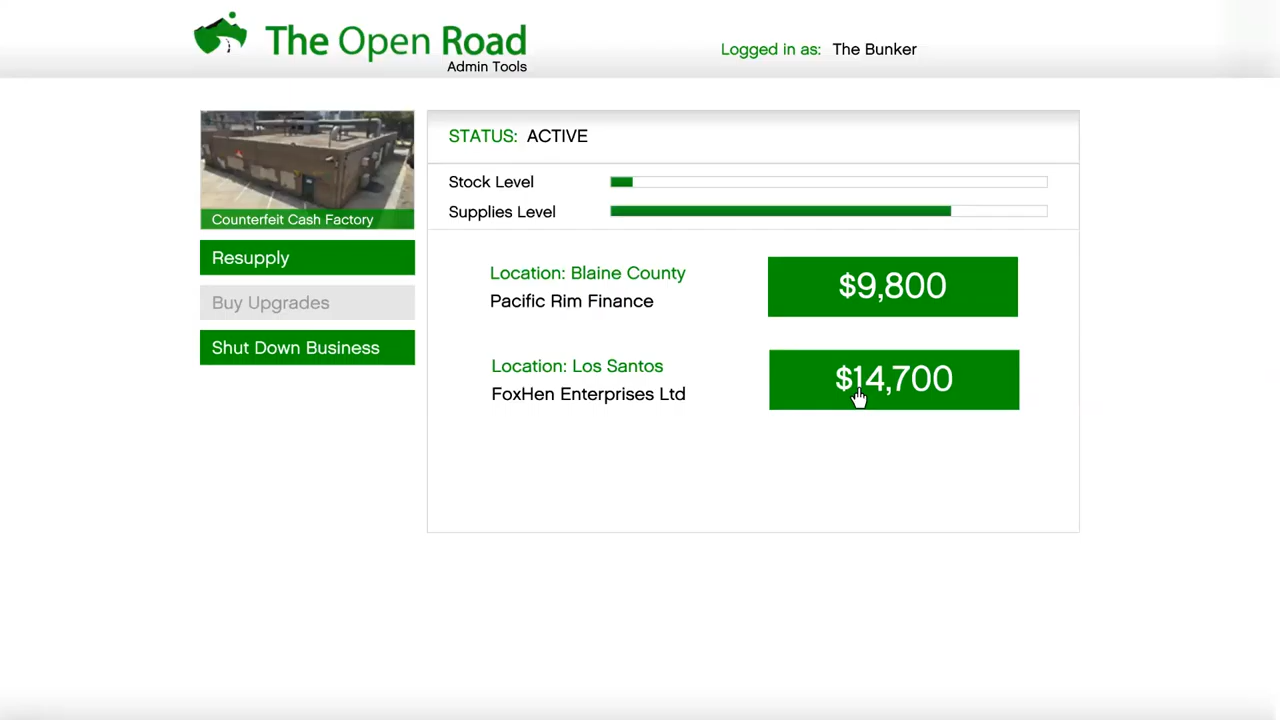 The Open Road
Admin Tools
Logged in as: The Bunker
Counterfeit Cash Factory
Resupply
Buy Upgrades
Shut Down Business
STATUS: ACTIVE
Stock Level
Supplies Level
Location: Blaine County
Pacific Rim Finance
$9,800
Location: Los Santos
FoxHen Enterprises Ltd
$14,700